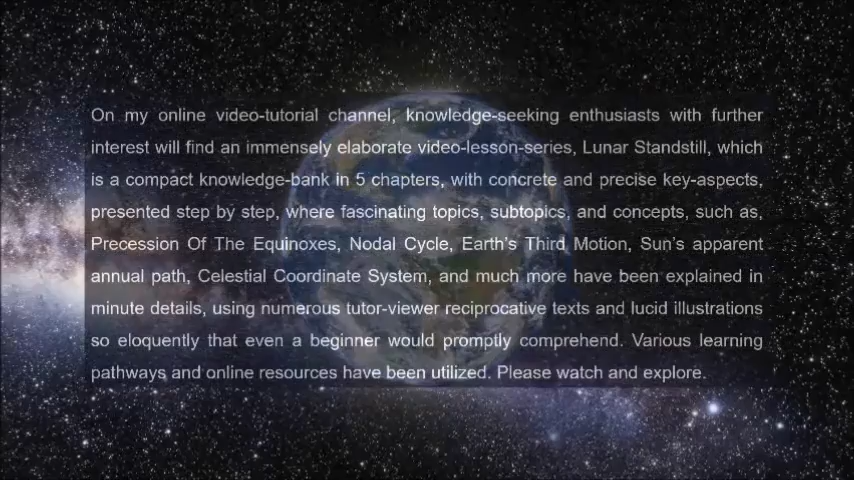 On my online video-tutorial channel, knowledge-seeking enthusiasts with further
interest will find an immensely elaborate video-lesson-series, Lunar Standstill, which
is a compact knowledge-bank in 5 chapters, with concrete and precise key-aspects,
presented step by step, where fascinating topics, subtopics, and concepts, such as,
Precession Of The Equinoxes, Nodal Cycle, Earth's Third Motion, Sun's apparent
annual path, Celestial Coordinate System, and much more have been explained in
minute details, using numerous tutor-viewer reciprocative texts and lucid illustrations
so eloquently that even a beginner would promptly comprehend. Various learning
pathways and online resources have been utilized. Please watch and explore.